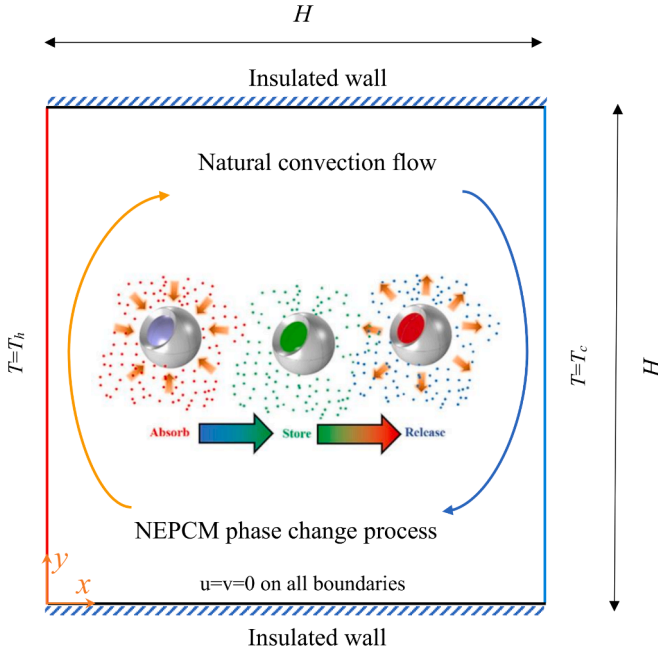 H
Insulated wall
Natural convection flow
T=T_h
T=T_c
H
Absorb Store Release
NEPCM phase change process
y
x
u=v=0 on all boundaries
Insulated wall